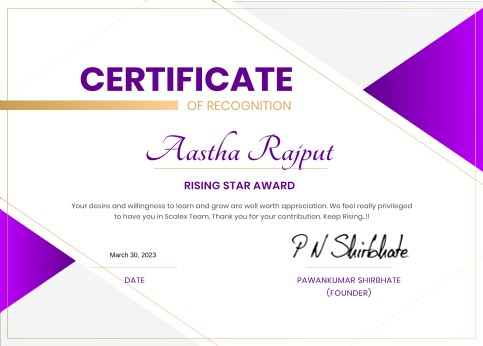 CERTIFICATE
OF RECOGNITION
Aastha Rajput
RISING STAR AWARD
Your desire and willingness to learn and grow are well worth appreciation. We feel really privileged
to have you in Scalex Team. Thank you for your contribution. Keep Rising..!!
P N Shirbhate
March 30, 2023
DATE
PAWANKUMAR SHIRBHATE
(FOUNDER)